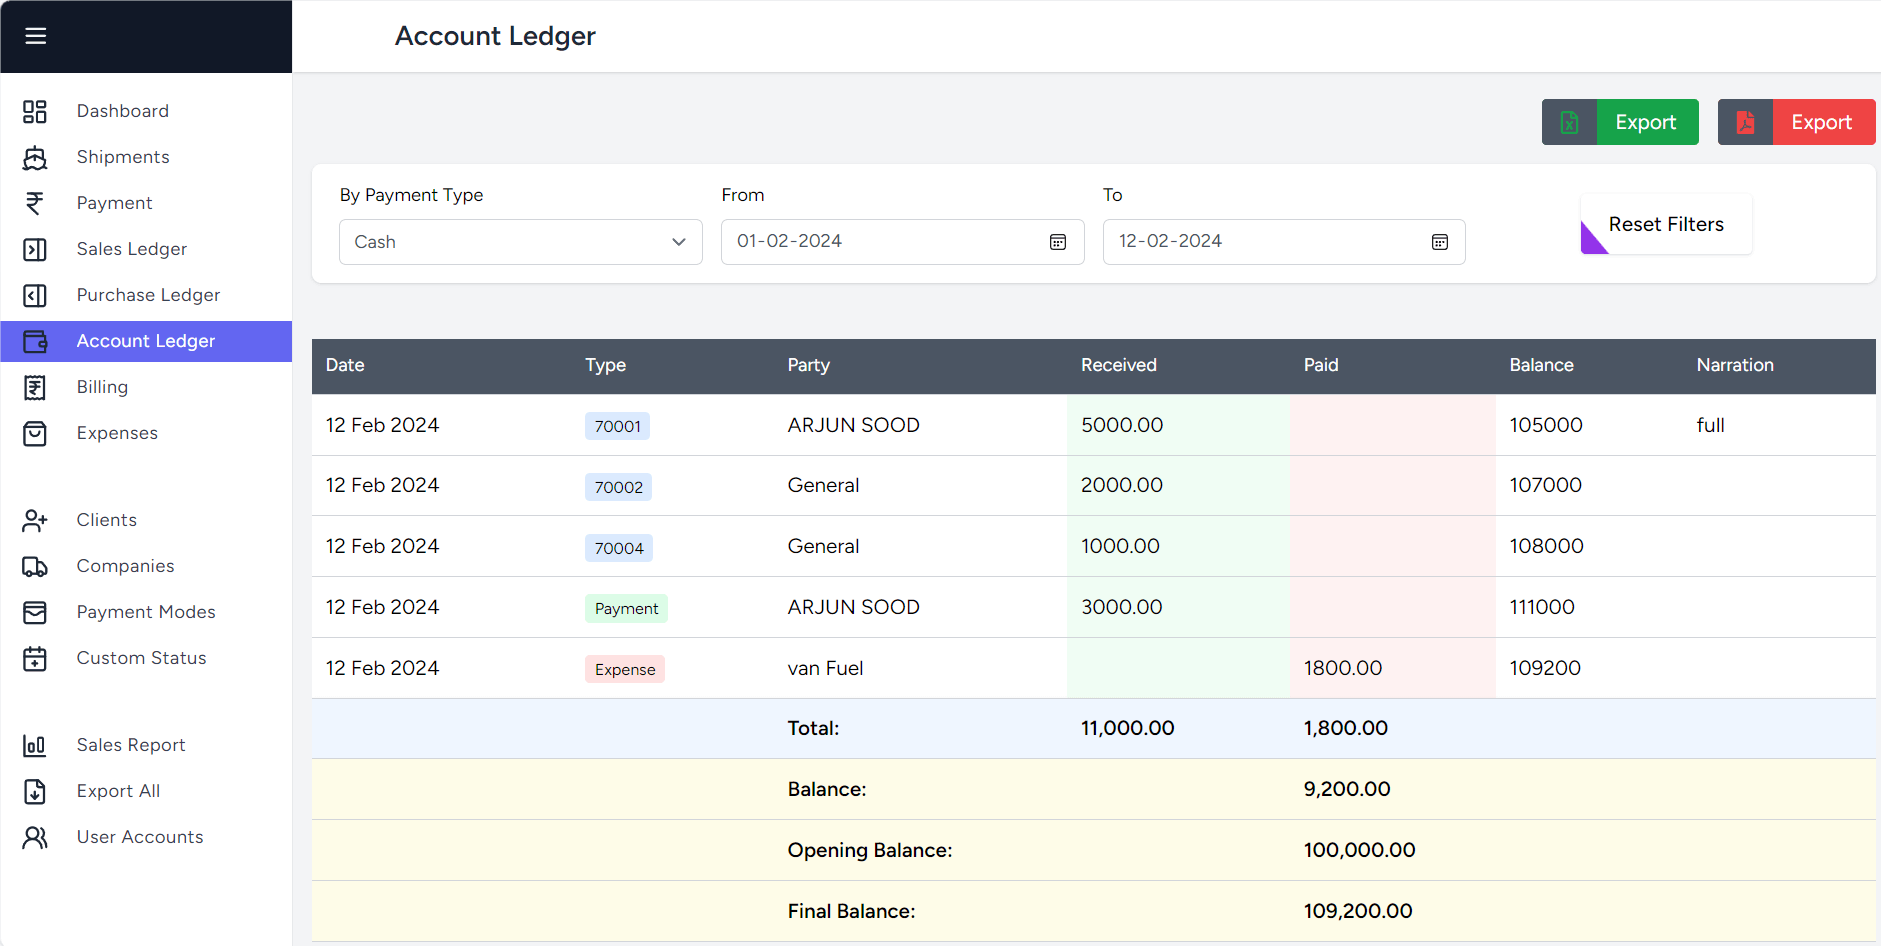 Account Ledger
Dashboard
Shipments
Payment
Sales Ledger
Purchase Ledger
Account Ledger
Billing
Expenses
Clients
Companies
Payment Modes
Custom Status
Sales Report
Export All
User Accounts
Export Export
By Payment Type From To
Cash 01-02-2024 12-02-2024 Reset Filters
Date Type Party Received Paid Balance Narration
12 Feb 2024 70001 ARJUN SOOD 5000.00 105000 full
12 Feb 2024 70002 General 2000.00 107000
12 Feb 2024 70004 General 1000.00 108000
12 Feb 2024 Payment ARJUN SOOD 3000.00 111000
12 Feb 2024 Expense van Fuel 1800.00 109200
Total: 11,000.00 1,800.00
Balance: 9,200.00
Opening Balance: 100,000.00
Final Balance: 109,200.00